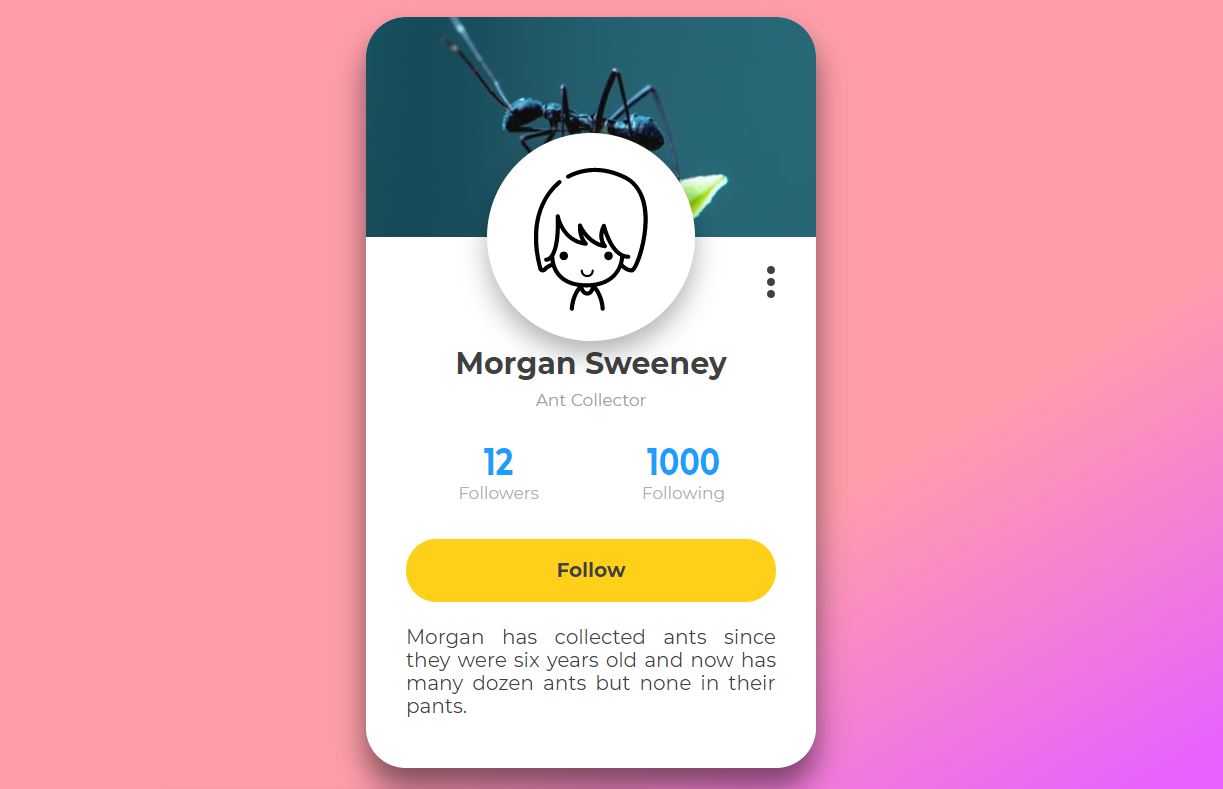 Morgan Sweeney
Ant Collector
12 1000
Followers Following
Follow
Morgan has collected ants since
they were six years old and now has
many dozen ants but none in their
pants.